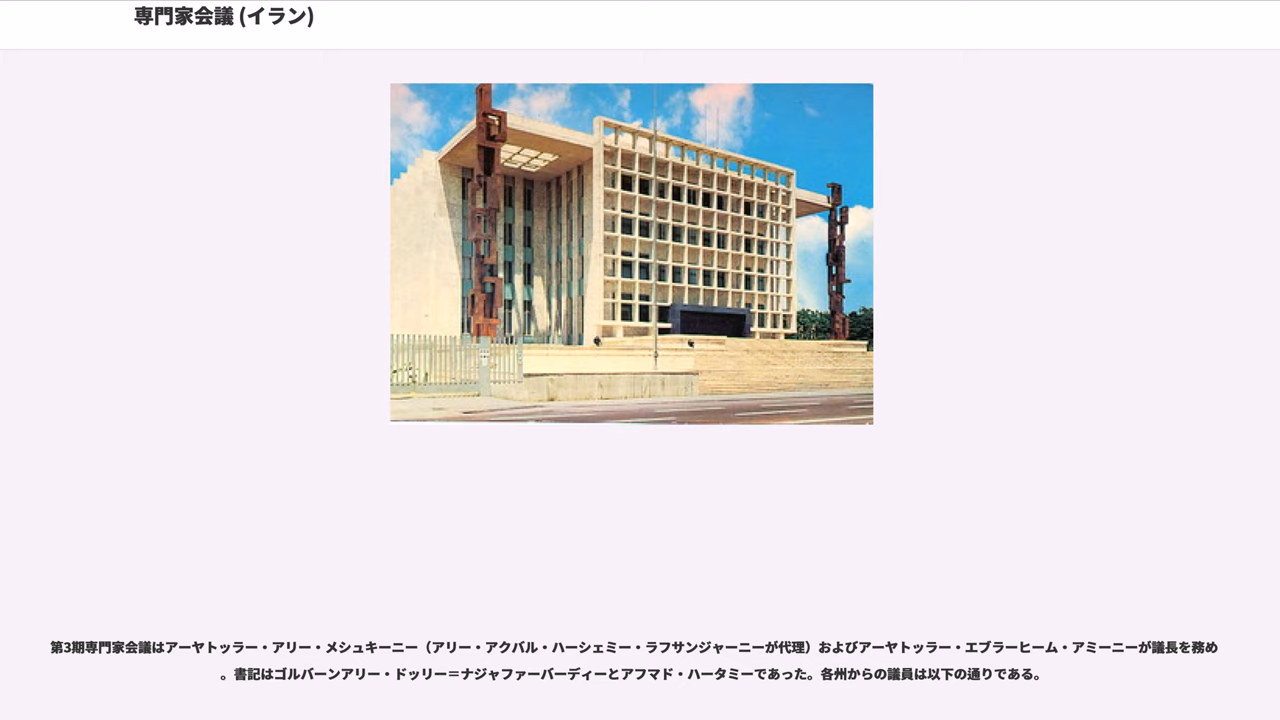 専門家会議 (イラン)
第3期専門家会議はアーヤトッラー・アリー・メシュキーニー（アリー・アクバル・ハーシェミー・ラフサンジャーニーが代理）およびアーヤトッラー・エブラーヒーム・アミーニーが議長を務め
。書記はゴルバーンアリー・ドッリー＝ナジャファーバーディーとアフマド・ハータミーであった。各州からの議員は以下の通りである。